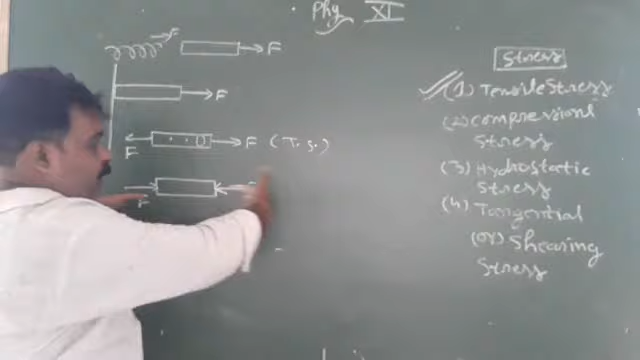 Phy XI
F
F
F
F
F (T.S.)
F
Stress
(1) Tensile Stress
(2) Compressional
Stress
(3) Hydrostatic
Stress
(4) Tangential
(or) Shearing
Stress